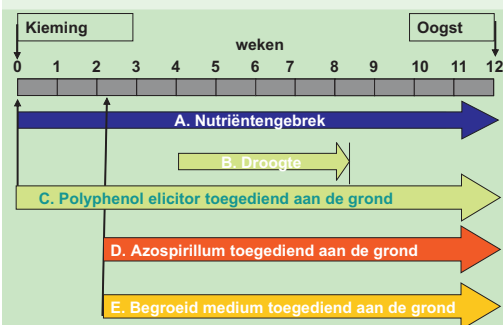 Kieming
Oogst
weken
0 1 2 3 4 5 6 7 8 9 10 11 12
A. Nutriëntengebrek
B. Droogte
C. Polyphenol elicitor toegediend aan de grond
D. Azospirillum toegediend aan de grond
E. Begroeid medium toegediend aan de grond